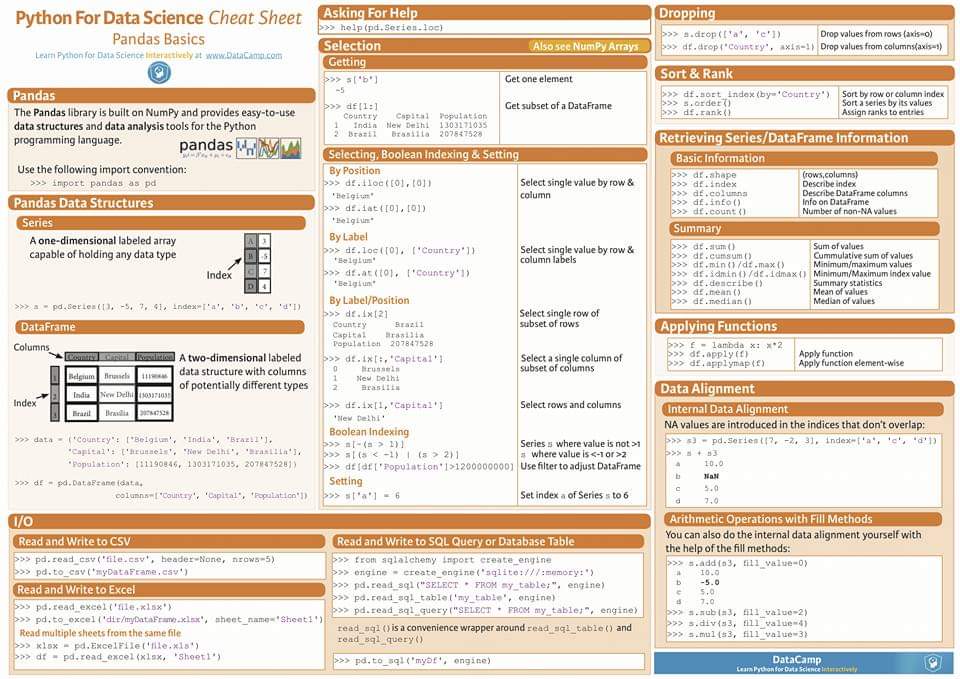 Python For Data Science Cheat Sheet
Pandas Basics
Learn Python for Data Science Interactively at www.DataCamp.com
Pandas
The Pandas library is built on NumPy and provides easy-to-use
data structures and data analysis tools for the Python
programming language.
pandas
Use the following import convention:
>>> import pandas as pd
Pandas Data Structures
Series
A one-dimensional labeled array
capable of holding any data type
Index
A 3
B -5
C 7
D 4
>>> s = pd.Series([3, -5, 7, 4], index=['a', 'b', 'c', 'd'])
DataFrame
Columns
Country Capital Population
1 Belgium Brussels 11190846
2 India New Delhi 1303171035
3 Brazil Brasilia 207847528
Index
A two-dimensional labeled
data structure with columns
of potentially different types
>>> data = {'Country': ['Belgium', 'India', 'Brazil'],
'Capital': ['Brussels', 'New Delhi', 'Brasilia'],
'Population': [11190846, 1303171035, 207847528]}
>>> df = pd.DataFrame(data,
columns=['Country', 'Capital', 'Population'])
Asking For Help
>>> help(pd.Series.loc)
Selection
Also see NumPy Arrays
Getting
>>> s['b'] Get one element
-5
>>> df[1:] Get subset of a DataFrame
Country Capital Population
1 India New Delhi 1303171035
2 Brazil Brasilia 207847528
Selecting, Boolean Indexing & Setting
By Position
>>> df.iloc([0],[0]) Select single value by row &
'Belgium' column
>>> df.iat([0],[0])
'Belgium'
By Label
>>> df.loc([0], ['Country']) Select single value by row &
'Belgium' column labels
>>> df.at([0], ['Country'])
'Belgium'
By Label/Position
>>> df.ix[2] Select single row of
Country Brazil subset of rows
Capital Brasilia
Population 207847528
>>> df.ix[:,'Capital'] Select a single column of
0 Brussels subset of columns
1 New Delhi
2 Brasilia
>>> df.ix[1,'Capital'] Select rows and columns
'New Delhi'
Boolean Indexing
>>> s[~(s > 1)] Series s where value is not >1
>>> s[(s < -1) | (s > 2)] s where value is <-1 or >2
>>> df[df['Population']>1200000000] Use filter to adjust DataFrame
Setting
>>> s['a'] = 6 Set index a of Series s to 6
Dropping
>>> s.drop(['a', 'c']) Drop values from rows (axis=0)
>>> df.drop('Country', axis=1) Drop values from columns(axis=1)
Sort & Rank
>>> df.sort_index(by='Country') Sort by row or column index
>>> s.order() Sort a series by its values
>>> df.rank() Assign ranks to entries
Retrieving Series/DataFrame Information
Basic Information
>>> df.shape (rows,columns)
>>> df.index Describe index
>>> df.columns Describe DataFrame columns
>>> df.info() Info on DataFrame
>>> df.count() Number of non-NA values
Summary
>>> df.sum() Sum of values
>>> df.cumsum() Cummulative sum of values
>>> df.min()/df.max() Minimum/maximum values
>>> df.idmin()/df.idmax() Minimum/Maximum index value
>>> df.describe() Summary statistics
>>> df.mean() Mean of values
>>> df.median() Median of values
Applying Functions
>>> f = lambda x: x*2
>>> df.apply(f) Apply function
>>> df.applymap(f) Apply function element-wise
Data Alignment
Internal Data Alignment
NA values are introduced in the indices that don't overlap:
>>> s3 = pd.Series([7, -2, 3], index=['a', 'c', 'd'])
>>> s + s3
a 10.0
b NaN
c 5.0
d 7.0
Arithmetic Operations with Fill Methods
You can also do the internal data alignment yourself with
the help of the fill methods:
>>> s.add(s3, fill_value=0)
a 10.0
b -5.0
c 5.0
d 7.0
>>> s.sub(s3, fill_value=2)
>>> s.div(s3, fill_value=4)
>>> s.mul(s3, fill_value=3)
I/O
Read and Write to CSV
>>> pd.read_csv('file.csv', header=None, nrows=5)
>>> pd.to_csv('myDataFrame.csv')
Read and Write to Excel
>>> pd.read_excel('file.xlsx')
>>> pd.to_excel('dir/myDataFrame.xlsx', sheet_name='Sheet1')
Read multiple sheets from the same file
>>> xlsx = pd.ExcelFile('file.xls')
>>> df = pd.read_excel(xlsx, 'Sheet1')
Read and Write to SQL Query or Database Table
>>> from sqlalchemy import create_engine
>>> engine = create_engine('sqlite:///:memory:')
>>> pd.read_sql("SELECT * FROM my_table;", engine)
>>> pd.read_sql_table('my_table', engine)
>>> pd.read_sql_query("SELECT * FROM my_table;", engine)
read_sql() is a convenience wrapper around read_sql_table() and
read_sql_query()
>>> pd.to_sql('myDf', engine)
DataCamp
Learn Python for Data Science Interactively